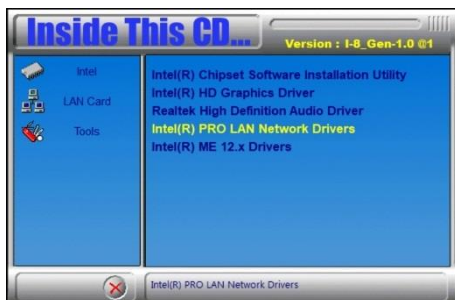 Inside This CD...
Version : I-8_Gen-1.0 @1
Intel
LAN Card
Tools
Intel(R) Chipset Software Installation Utility
Intel(R) HD Graphics Driver
Realtek High Definition Audio Driver
Intel(R) PRO LAN Network Drivers
Intel(R) ME 12.x Drivers
Intel(R) PRO LAN Network Drivers